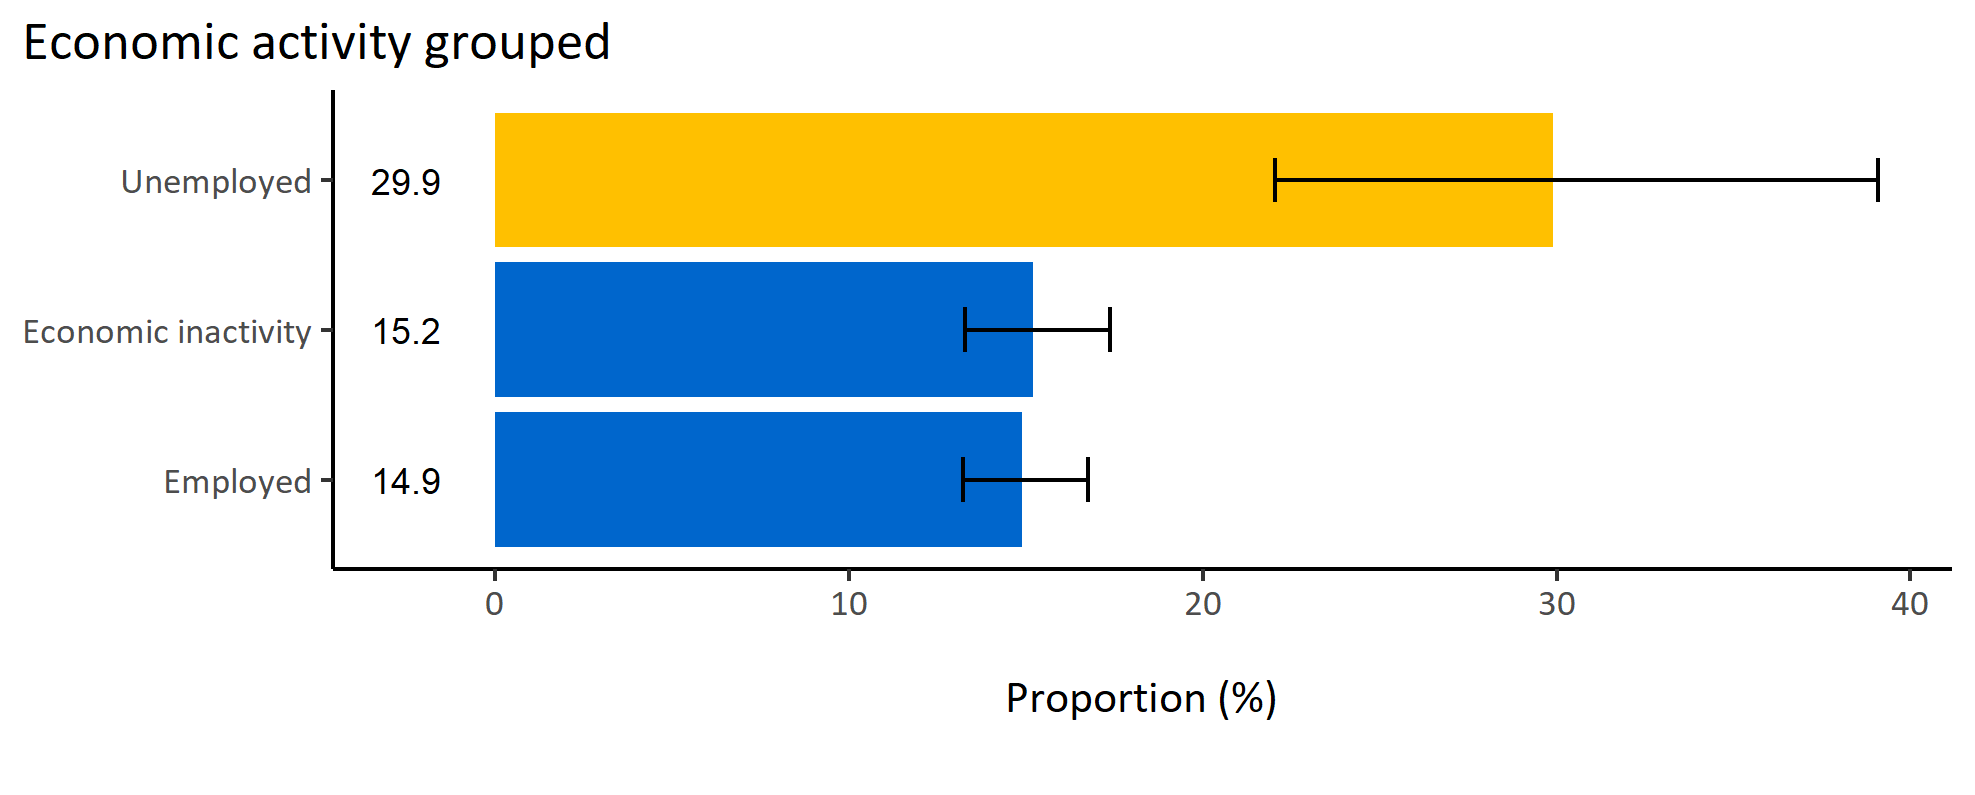 Economic activity grouped
Unemployed 29.9
Economic inactivity 15.2
Employed 14.9
0 10 20 30 40
Proportion (%)